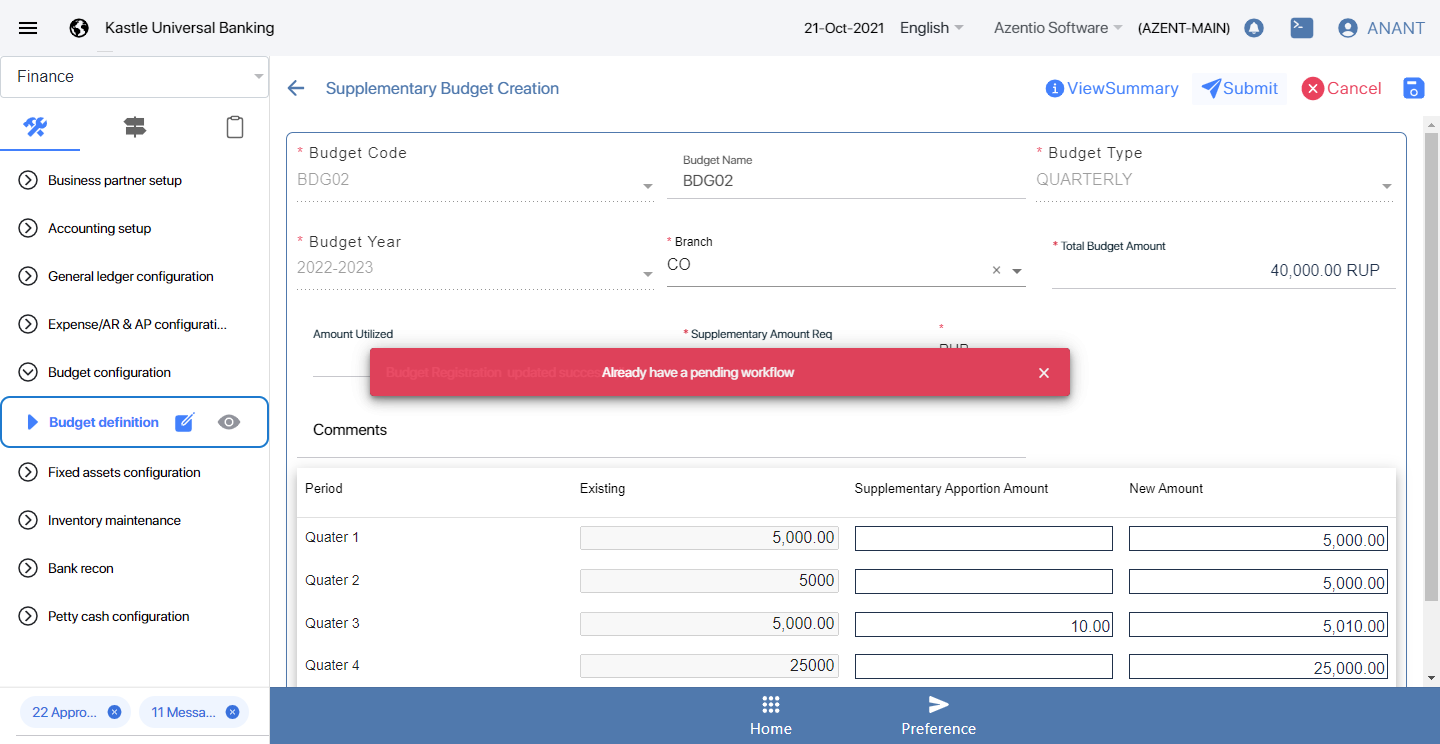 Kastle Universal Banking
21-Oct-2021 English Azentio Software (AZENT-MAIN) ANANT
Finance
Business partner setup
Accounting setup
General ledger configuration
Expense/AR & AP configurati...
Budget configuration
Budget definition
Fixed assets configuration
Inventory maintenance
Bank recon
Petty cash configuration
22 Appro...
11 Messa...
Supplementary Budget Creation
ViewSummary Submit Cancel
* Budget Code
BDG02
Budget Name
BDG02
* Budget Type
QUARTERLY
* Budget Year
2022-2023
* Branch
CO
* Total Budget Amount
40,000.00 RUP
Amount Utilized
* Supplementary Amount Req
*
RUP
Budget Registration updated succes
Already have a pending workflow
Comments
Period Existing Supplementary Apportion Amount New Amount
Quater 1 5,000.00 5,000.00
Quater 2 5000 5,000.00
Quater 3 5,000.00 10.00 5,010.00
Quater 4 25000 25,000.00
Home Preference